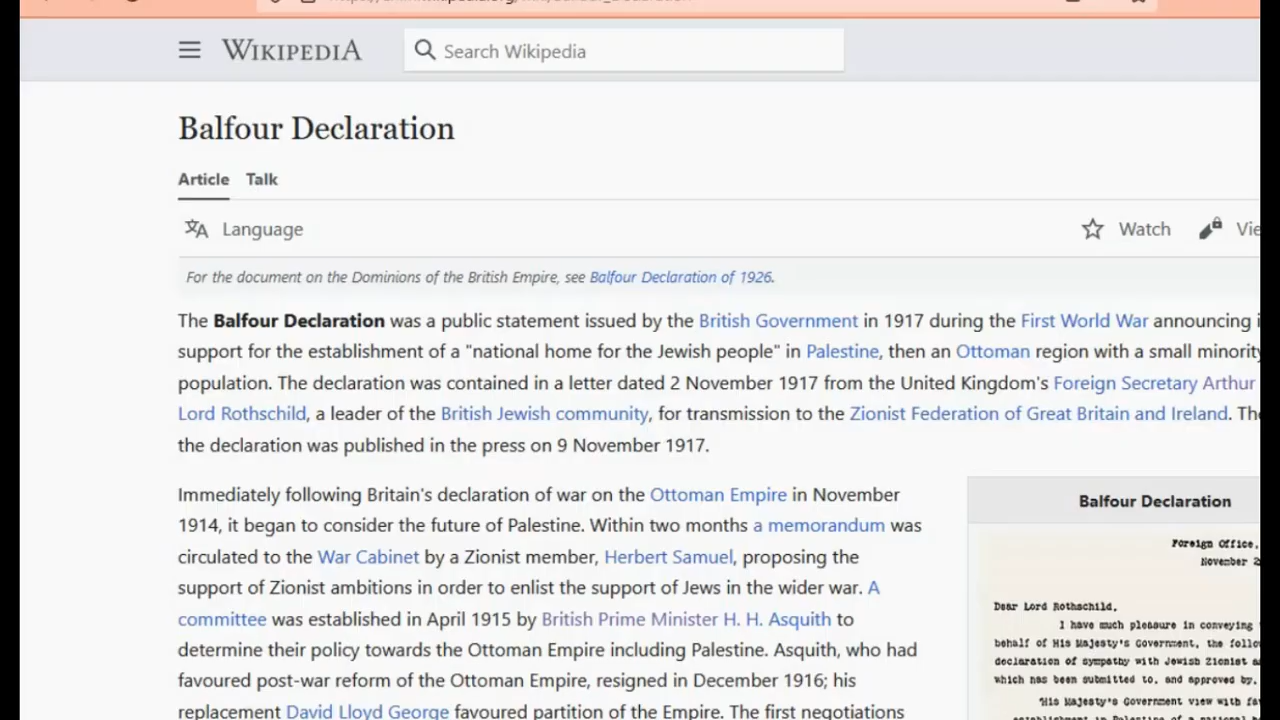 WIKIPEDIA
Search Wikipedia
Balfour Declaration
Article Talk
Language
Watch
For the document on the Dominions of the British Empire, see Balfour Declaration of 1926.
The Balfour Declaration was a public statement issued by the British Government in 1917 during the First World War announcing
support for the establishment of a "national home for the Jewish people" in Palestine, then an Ottoman region with a small minority
population. The declaration was contained in a letter dated 2 November 1917 from the United Kingdom's Foreign Secretary Arthur
Lord Rothschild, a leader of the British Jewish community, for transmission to the Zionist Federation of Great Britain and Ireland.
the declaration was published in the press on 9 November 1917.
Immediately following Britain's declaration of war on the Ottoman Empire in November
1914, it began to consider the future of Palestine. Within two months a memorandum was
circulated to the War Cabinet by a Zionist member, Herbert Samuel, proposing the
support of Zionist ambitions in order to enlist the support of Jews in the wider war. A
committee was established in April 1915 by British Prime Minister H. H. Asquith to
determine their policy towards the Ottoman Empire including Palestine. Asquith, who had
favoured post-war reform of the Ottoman Empire, resigned in December 1916; his
replacement David Lloyd George favoured partition of the Empire. The first negotiations
Balfour Declaration
Foreign Office,
November
Dear Lord Rothschild,
I have much pleasure in conveying
behalf of His Majesty's Government, the
declaration of sympathy with Jewish Zionist
which has been submitted to, and approved by,
'His Majesty's Government view with